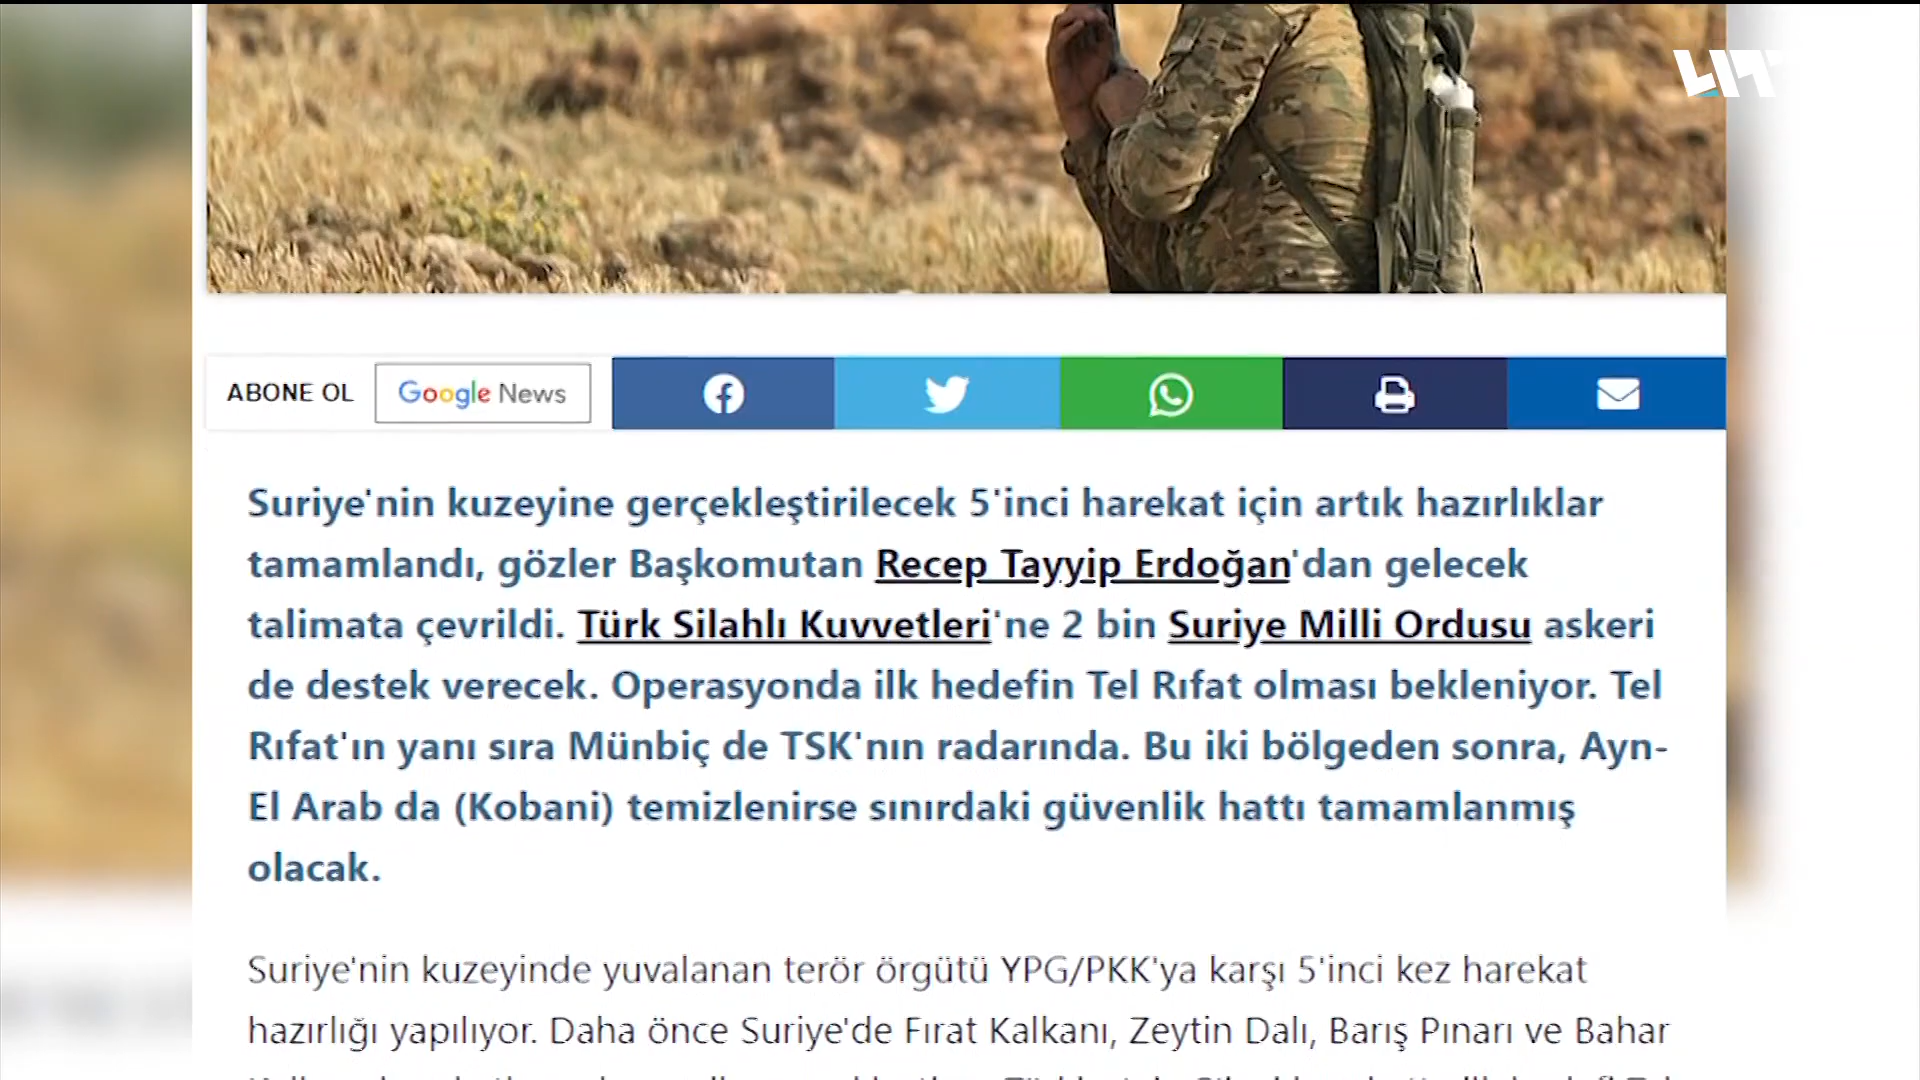 ABONE OL Google News
Suriye'nin kuzeyine gerçekleştirilecek 5'inci harekat için artık hazırlıklar
tamamlandı, gözler Başkomutan Recep Tayyip Erdoğan'dan gelecek
talimata çevrildi. Türk Silahlı Kuvvetleri'ne 2 bin Suriye Milli Ordusu askeri
de destek verecek. Operasyonda ilk hedefin Tel Rıfat olması bekleniyor. Tel
Rıfat'ın yanı sıra Münbiç de TSK'nın radarında. Bu iki bölgeden sonra, Ayn-
El Arab da (Kobani) temizlenirse sınırdaki güvenlik hattı tamamlanmış
olacak.
Suriye'nin kuzeyinde yuvalanan terör örgütü YPG/PKK'ya karşı 5'inci kez harekat
hazırlığı yapılıyor. Daha önce Suriye'de Fırat Kalkanı, Zeytin Dalı, Barış Pınarı ve Bahar